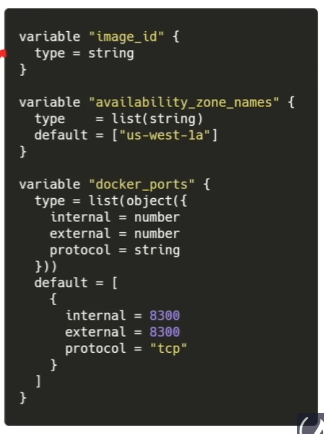 variable "image_id" {
  type = string
}
variable "availability_zone_names" {
  type    = list(string)
  default = ["us-west-1a"]
}
variable "docker_ports" {
  type = list(object({
    internal = number
    external = number
    protocol = string
  }))
  default = [
    {
      internal = 8300
      external = 8300
      protocol = "tcp"
    }
  ]
}